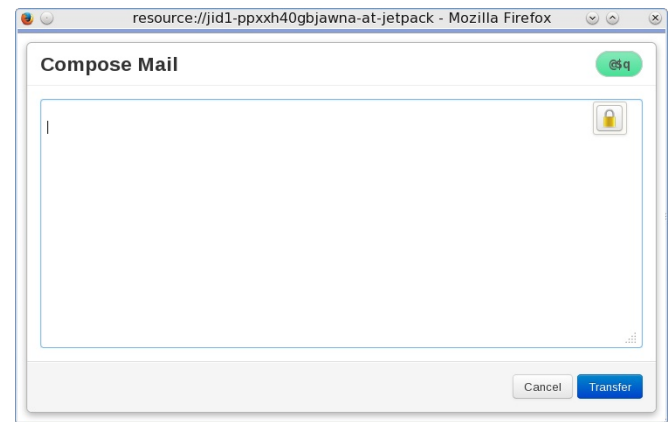 resource://jid1-ppxxh40gbjawna-at-jetpack - Mozilla Firefox
Compose Mail
@$q
Cancel
Transfer